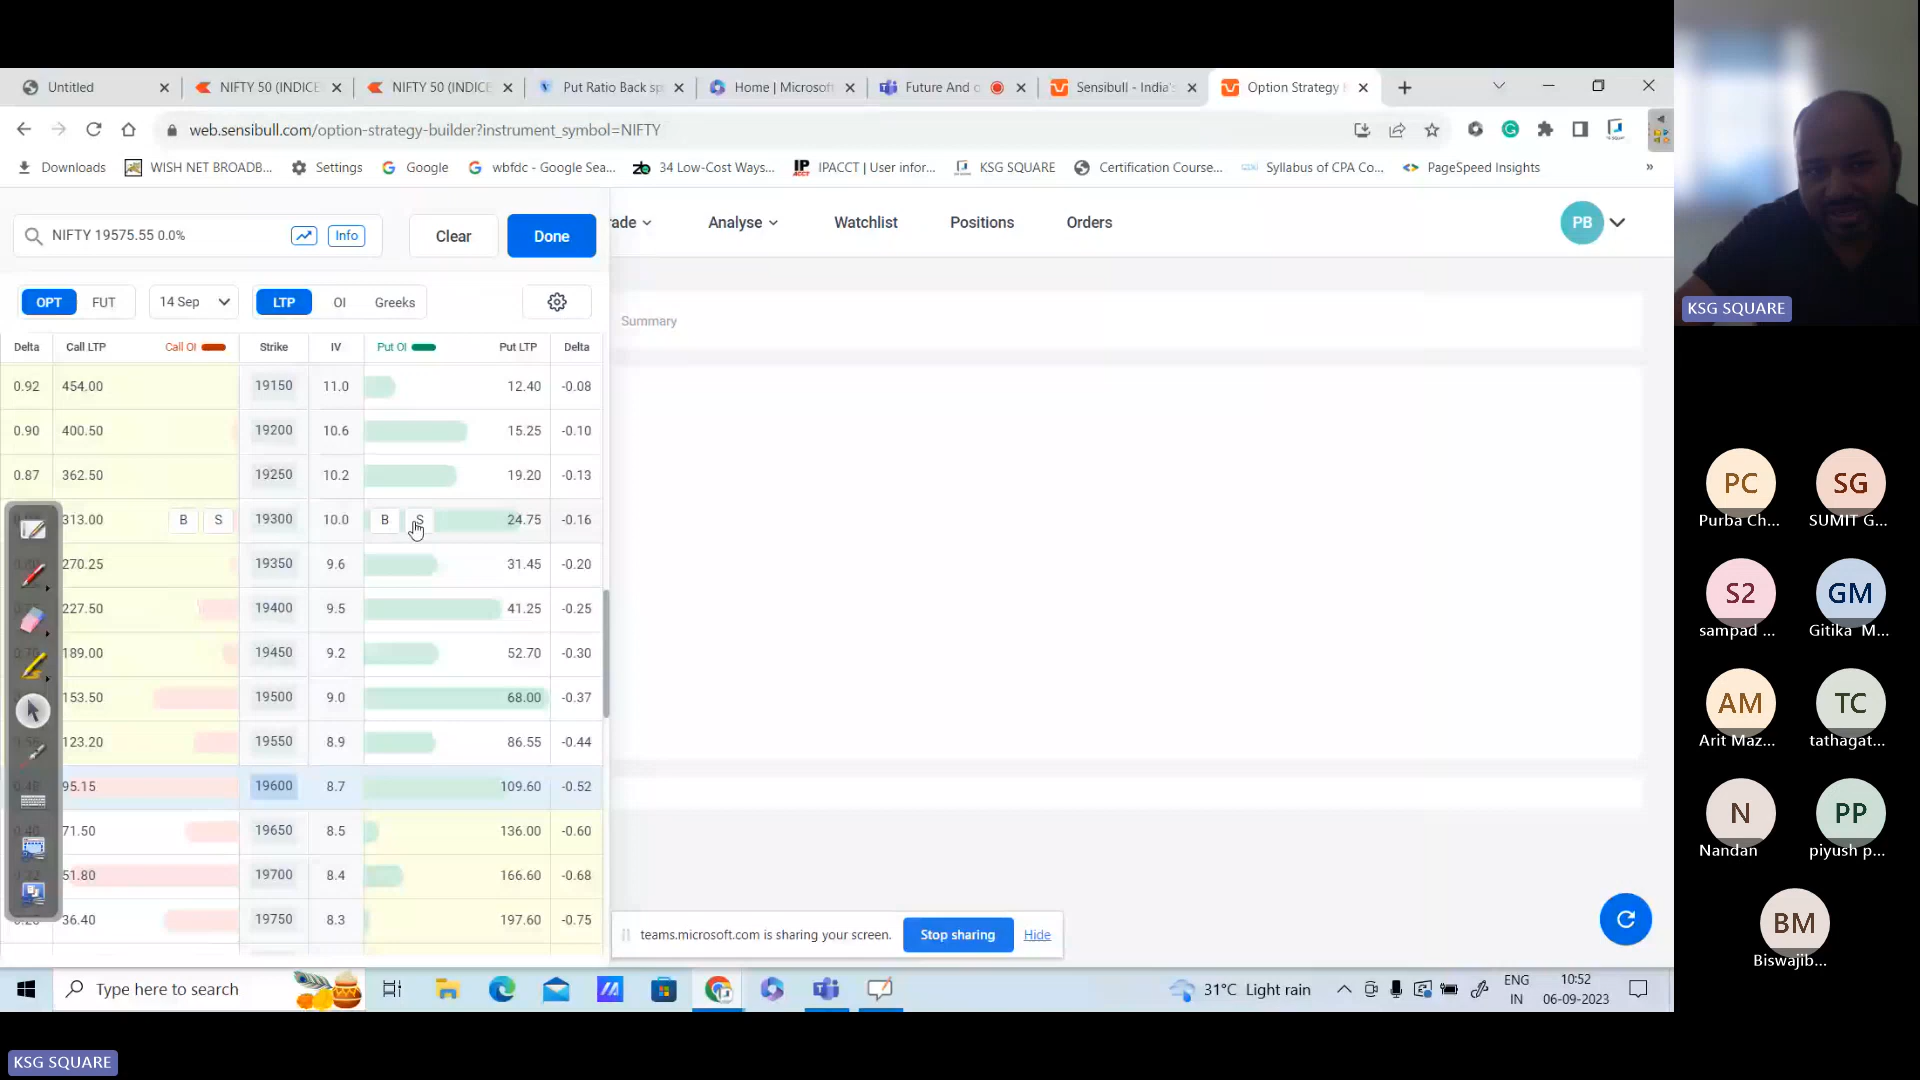 Untitled
NIFTY 50 (INDICE
NIFTY 50 (INDICE
Put Ratio Back sp
Home | Microsoft
Future And o
Sensibull - India's
Option Strategy
web.sensibull.com/option-strategy-builder?instrument_symbol=NIFTY
Downloads
WISH NET BROADB...
Settings
Google
wbfdc - Google Sea...
34 Low-Cost Ways...
IPACCT | User infor...
KSG SQUARE
Certification Course...
Syllabus of CPA Co...
PageSpeed Insights
»
NIFTY 19575.55 0.0%
Info
Clear
Done
rade
Analyse
Watchlist
Positions
Orders
PB
OPT
FUT
14 Sep
LTP
OI
Greeks
Summary
Delta Call LTP Call OI Strike IV Put OI Put LTP Delta
0.92 454.00 19150 11.0 12.40 -0.08
0.90 400.50 19200 10.6 15.25 -0.10
0.87 362.50 19250 10.2 19.20 -0.13
313.00 B S 19300 10.0 B S 24.75 -0.16
270.25 19350 9.6 31.45 -0.20
227.50 19400 9.5 41.25 -0.25
189.00 19450 9.2 52.70 -0.30
153.50 19500 9.0 68.00 -0.37
123.20 19550 8.9 86.55 -0.44
95.15 19600 8.7 109.60 -0.52
71.50 19650 8.5 136.00 -0.60
51.80 19700 8.4 166.60 -0.68
36.40 19750 8.3 197.60 -0.75
teams.microsoft.com is sharing your screen.
Stop sharing
Hide
Type here to search
31°C Light rain
ENG
IN
10:52
06-09-2023
KSG SQUARE
PC
Purba Ch...
SG
SUMIT G...
S2
sampad ...
GM
Gitika M...
AM
Arit Maz...
TC
tathagat...
N
Nandan
PP
piyush p...
BM
Biswajib...
KSG SQUARE